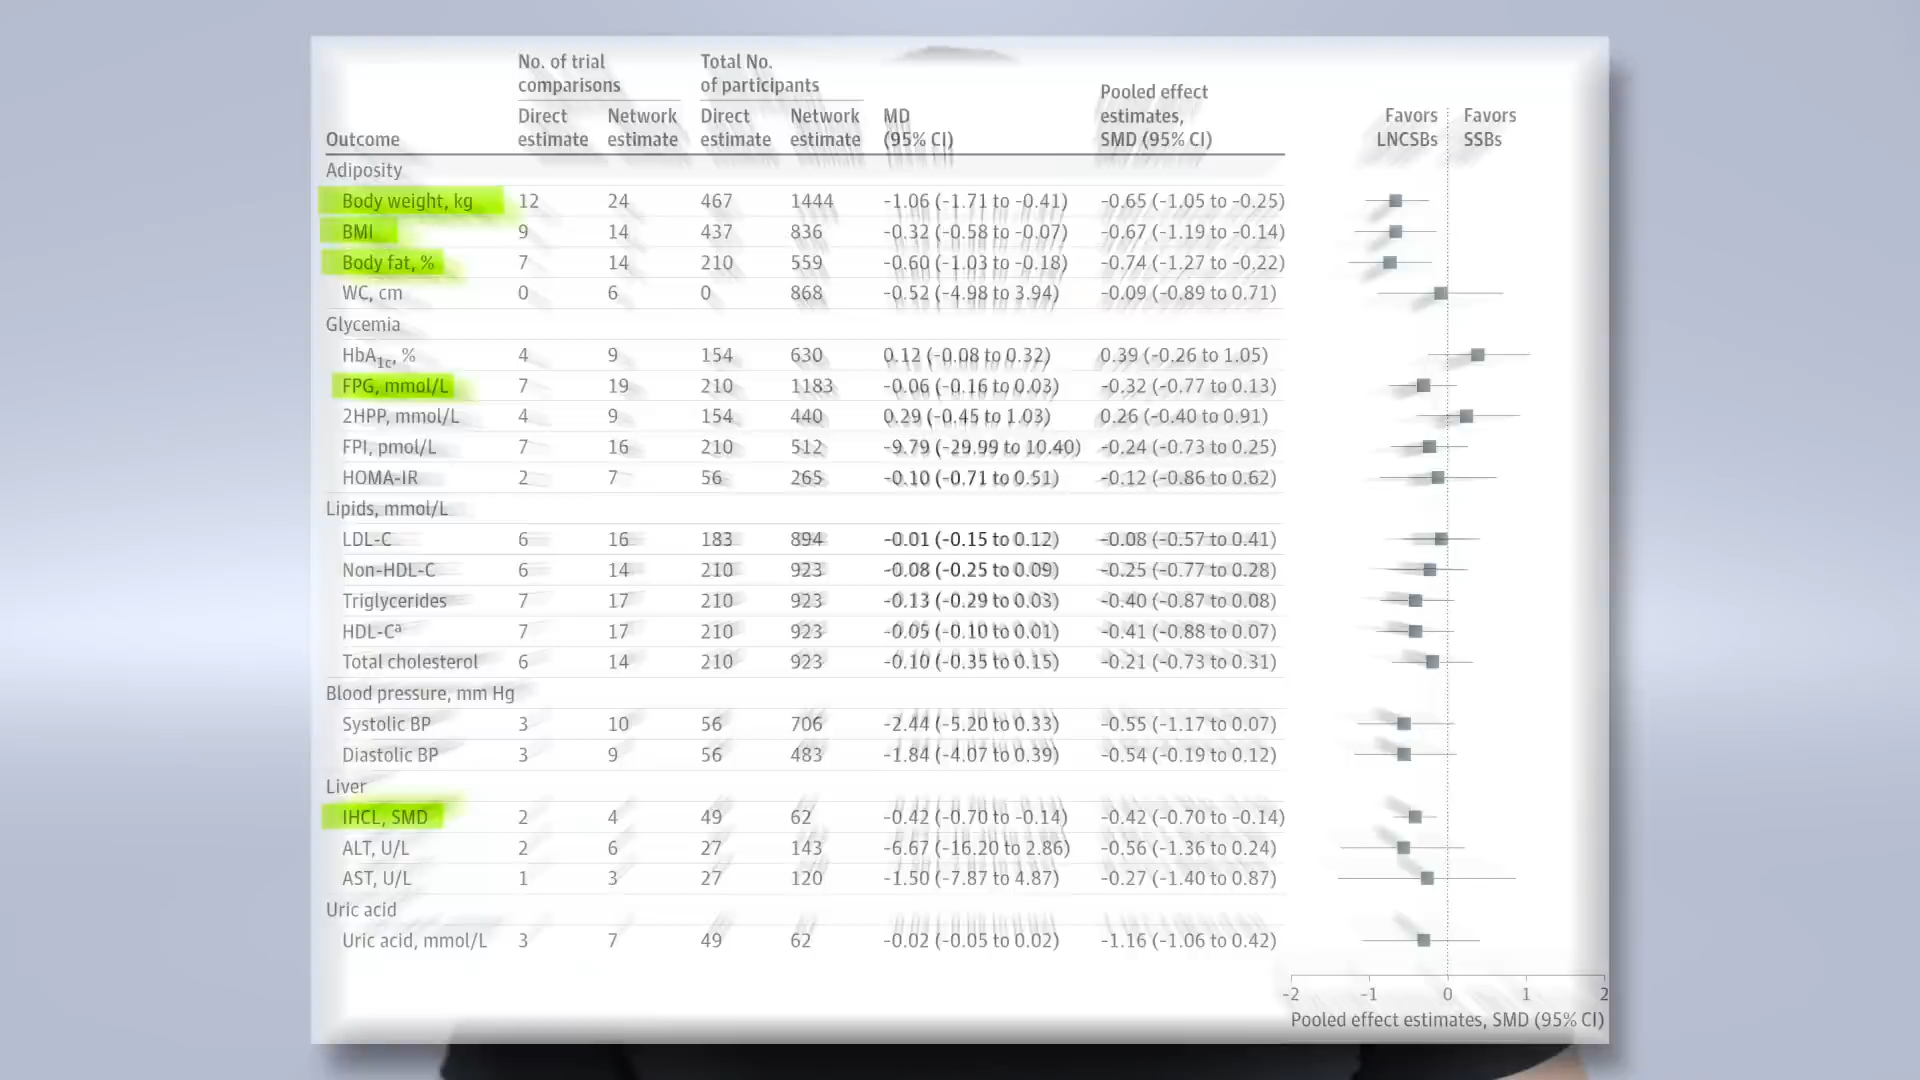 No. of trial comparisons Total No. of participants
Outcome Direct estimate Network estimate Direct estimate Network estimate MD (95% CI) Pooled effect estimates, SMD (95% CI) Favors LNCSBs Favors SSBs
Adiposity
Body weight, kg 12 24 467 1444 -1.06 (-1.71 to -0.41) -0.65 (-1.05 to -0.25)
BMI 9 14 437 836 -0.32 (-0.58 to -0.07) -0.67 (-1.19 to -0.14)
Body fat, % 7 14 210 559 -0.60 (-1.03 to -0.18) -0.74 (-1.27 to -0.22)
WC, cm 0 6 0 868 -0.52 (-4.98 to 3.94) -0.09 (-0.89 to 0.71)
Glycemia
HbA1c, % 4 9 154 630 0.12 (-0.08 to 0.32) 0.39 (-0.26 to 1.05)
FPG, mmol/L 7 19 210 1183 -0.06 (-0.16 to 0.03) -0.32 (-0.77 to 0.13)
2HPP, mmol/L 4 9 154 440 0.29 (-0.45 to 1.03) 0.26 (-0.40 to 0.91)
FPI, pmol/L 7 16 210 512 -9.79 (-29.99 to 10.40) -0.24 (-0.73 to 0.25)
HOMA-IR 2 7 56 265 -0.10 (-0.71 to 0.51) -0.12 (-0.86 to 0.62)
Lipids, mmol/L
LDL-C 6 16 183 894 -0.01 (-0.15 to 0.12) -0.08 (-0.57 to 0.41)
Non-HDL-C 6 14 210 923 -0.08 (-0.25 to 0.09) -0.25 (-0.77 to 0.28)
Triglycerides 7 17 210 923 -0.13 (-0.29 to 0.03) -0.40 (-0.87 to 0.08)
HDL-Cᵃ 7 17 210 923 -0.05 (-0.10 to 0.01) -0.41 (-0.88 to 0.07)
Total cholesterol 6 14 210 923 -0.10 (-0.35 to 0.15) -0.21 (-0.73 to 0.31)
Blood pressure, mm Hg
Systolic BP 3 10 56 706 -2.44 (-5.20 to 0.33) -0.55 (-1.17 to 0.07)
Diastolic BP 3 9 56 483 -1.84 (-4.07 to 0.39) -0.54 (-0.19 to 0.12)
Liver
IHCL, SMD 2 4 49 62 -0.42 (-0.70 to -0.14) -0.42 (-0.70 to -0.14)
ALT, U/L 2 6 27 143 -6.67 (-16.20 to 2.86) -0.56 (-1.36 to 0.24)
AST, U/L 1 3 27 120 -1.50 (-7.87 to 4.87) -0.27 (-1.40 to 0.87)
Uric acid
Uric acid, mmol/L 3 7 49 62 -0.02 (-0.05 to 0.02) -1.16 (-1.06 to 0.42)
-2 -1 0 1 2
Pooled effect estimates, SMD (95% CI)